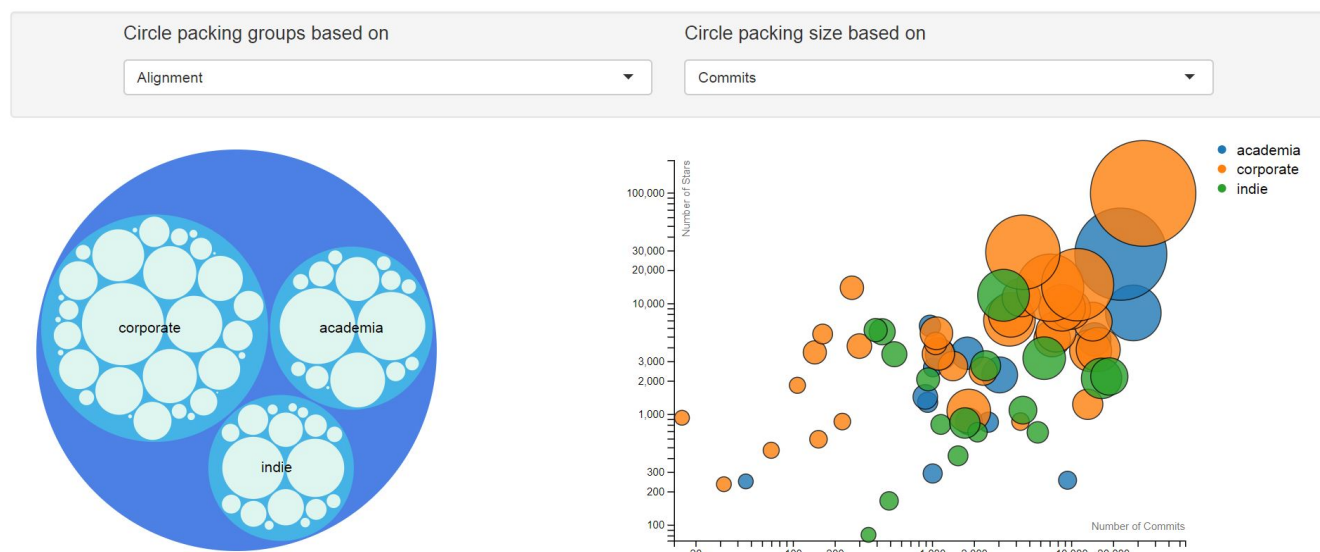 Circle packing groups based on
Circle packing size based on
Alignment
Commits
corporate
academia
indie
academia
corporate
indie
Number of Stars
100,000
30,000
20,000
10,000
3,000
2,000
1,000
300
200
100
Number of Commits